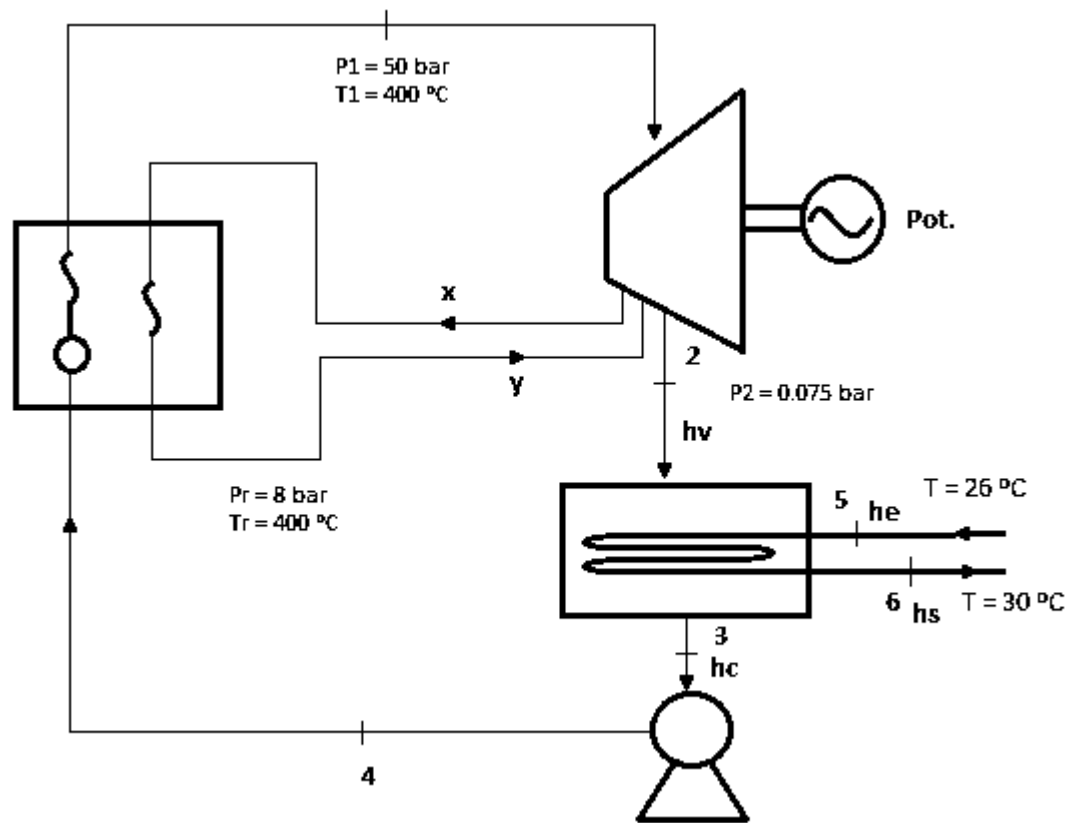 P1 = 50 bar
T1 = 400 ºC
Pot.
x
y
2
P2 = 0.075 bar
hv
Pr = 8 bar
Tr = 400 ºC
5
he
T = 26 ºC
6
hs
T = 30 ºC
3
hc
4